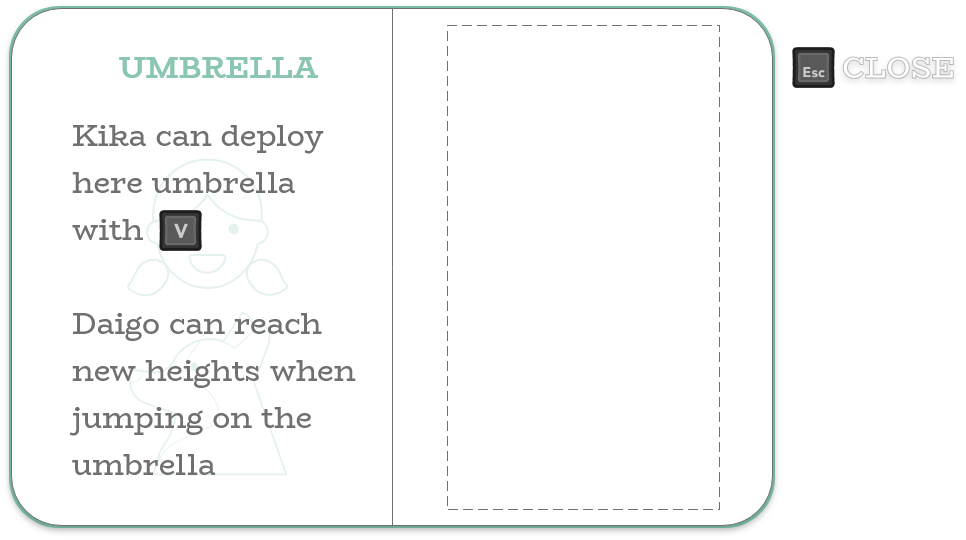 UMBRELLA
Kika can deploy
here umbrella
with V
Daigo can reach
new heights when
jumping on the
umbrella
Esc CLOSE